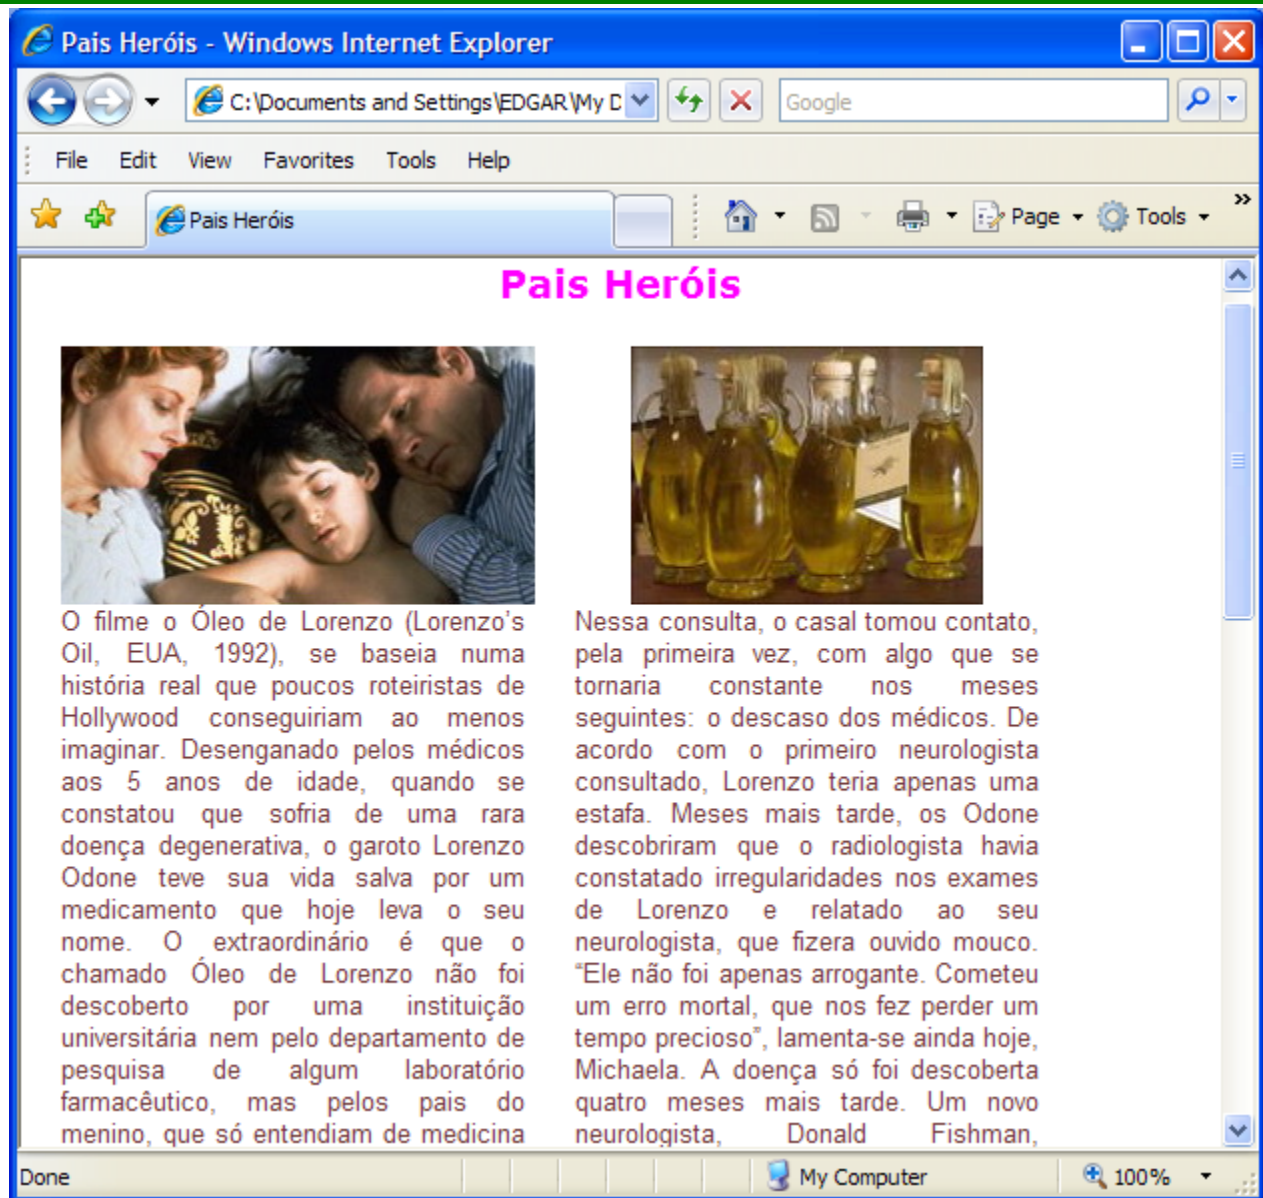 Pais Heróis - Windows Internet Explorer
C:\Documents and Settings\EDGAR\My D
Google
File Edit View Favorites Tools Help
Pais Heróis
Page Tools »
Pais Heróis
O filme o Óleo de Lorenzo (Lorenzo’s
Oil, EUA, 1992), se baseia numa
história real que poucos roteiristas de
Hollywood conseguiriam ao menos
imaginar. Desenganado pelos médicos
aos 5 anos de idade, quando se
constatou que sofria de uma rara
doença degenerativa, o garoto Lorenzo
Odone teve sua vida salva por um
medicamento que hoje leva o seu
nome. O extraordinário é que o
chamado Óleo de Lorenzo não foi
descoberto por uma instituição
universitária nem pelo departamento de
pesquisa de algum laboratório
farmacêutico, mas pelos pais do
menino, que só entendiam de medicina
Nessa consulta, o casal tomou contato,
pela primeira vez, com algo que se
tornaria constante nos meses
seguintes: o descaso dos médicos. De
acordo com o primeiro neurologista
consultado, Lorenzo teria apenas uma
estafa. Meses mais tarde, os Odone
descobriram que o radiologista havia
constatado irregularidades nos exames
de Lorenzo e relatado ao seu
neurologista, que fizera ouvido mouco.
“Ele não foi apenas arrogante. Cometeu
um erro mortal, que nos fez perder um
tempo precioso”, lamenta-se ainda hoje,
Michaela. A doença só foi descoberta
quatro meses mais tarde. Um novo
neurologista, Donald Fishman,
Done
My Computer
100%